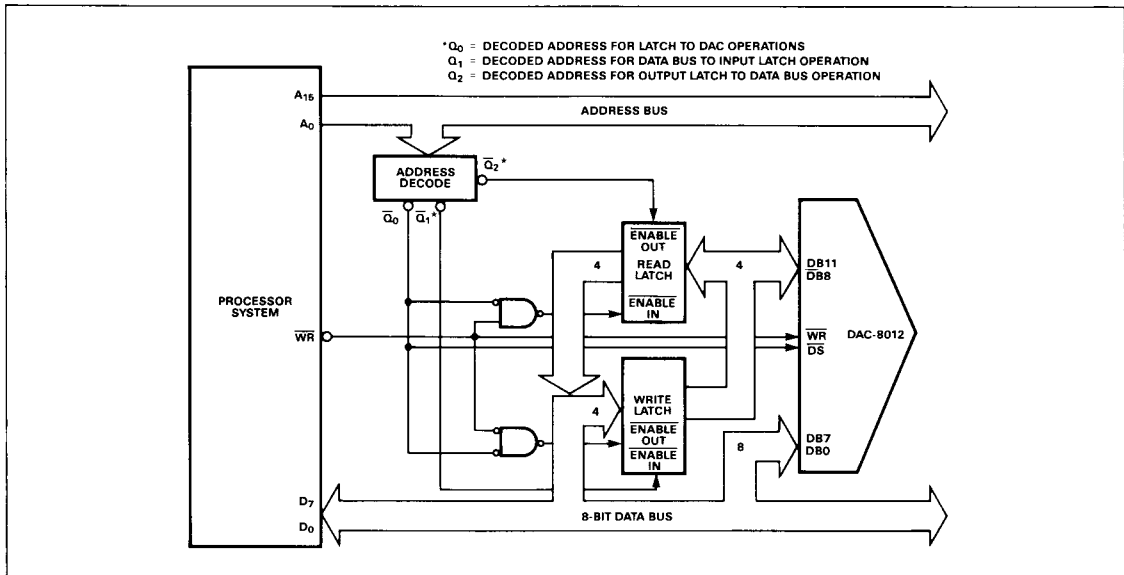 *Q0 = DECODED ADDRESS FOR LATCH TO DAC OPERATIONS
Q1 = DECODED ADDRESS FOR DATA BUS TO INPUT LATCH OPERATION
Q2 = DECODED ADDRESS FOR OUTPUT LATCH TO DATA BUS OPERATION
A15
ADDRESS BUS
A0
ADDRESS
DECODE
Q̅2*
Q̅0
Q̅1*
ENABLE
OUT
READ
LATCH
ENABLE
IN
4
4
DB11
DB8
PROCESSOR
SYSTEM
WR
WR
DS
DAC-8012
WRITE
LATCH
ENABLE
OUT
ENABLE
IN
4
8
DB7
DB0
D7
D0
8-BIT DATA BUS